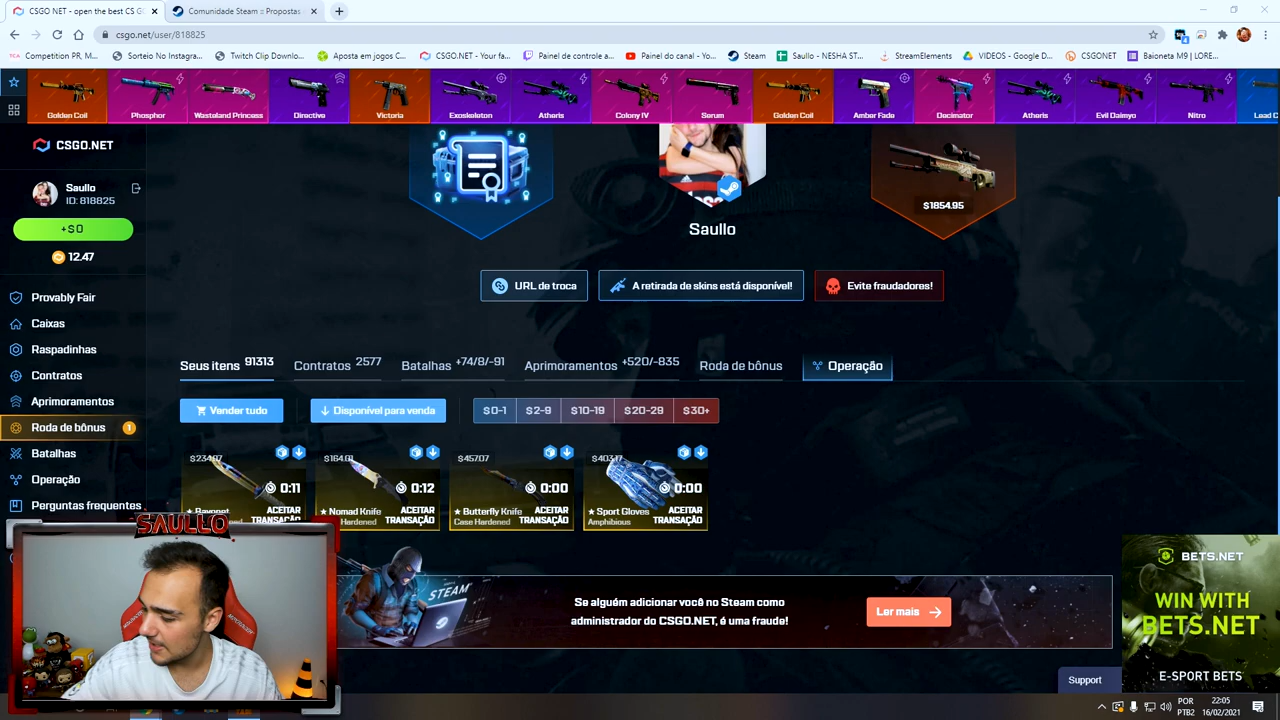 CSGO NET - open the best CS G
Comunidade Steam :: Propostas
csgo.net/user/818825
Competition PR, M...
Sorteio No Instagra...
Twitch Clip Downlo...
Aposta em jogos C...
CSGO.NET - Your fa...
Painel de controle a...
Painel do canal - Yo...
Steam
Saullo - NESHA ST...
StreamElements
VIDEOS - Google D...
CSGONET
Baioneta M9 | LORE...
Golden Coil
Phosphor
Wasteland Princess
Directive
Victoria
Exoskeleton
Atheris
Colony IV
Serum
Golden Coil
Amber Fade
Decimator
Atheris
Evil Daimyo
Nitro
Lead C
CSGO.NET
Saullo
ID: 818825
+$0
12.47
Provably Fair
Caixas
Raspadinhas
Contratos
Aprimoramentos
Roda de bônus 1
Batalhas
Operação
Perguntas frequentes
$1854.95
Saullo
URL de troca
A retirada de skins está disponível!
Evite fraudadores!
Seus itens 91313
Contratos 2577
Batalhas +74/8/-91
Aprimoramentos +520/-835
Roda de bônus
Operação
Vender tudo
Disponível para venda
$0-1
$2-9
$10-19
$20-29
$30+
0:11
ACEITAR
TRANSAÇÃO
0:12
★ Nomad Knife
ACEITAR
TRANSAÇÃO
$457.07
0:00
★ Butterfly Knife
Case Hardened
ACEITAR
TRANSAÇÃO
0:00
★ Sport Gloves
Amphibious
ACEITAR
TRANSAÇÃO
SAULLO
STEAM
Se alguém adicionar você no Steam como
administrador do CSGO.NET, é uma fraude!
Ler mais
BETS.NET
WIN WITH
BETS.NET
E-SPORT BETS
Support
POR
PTB2
22:05
16/02/2021